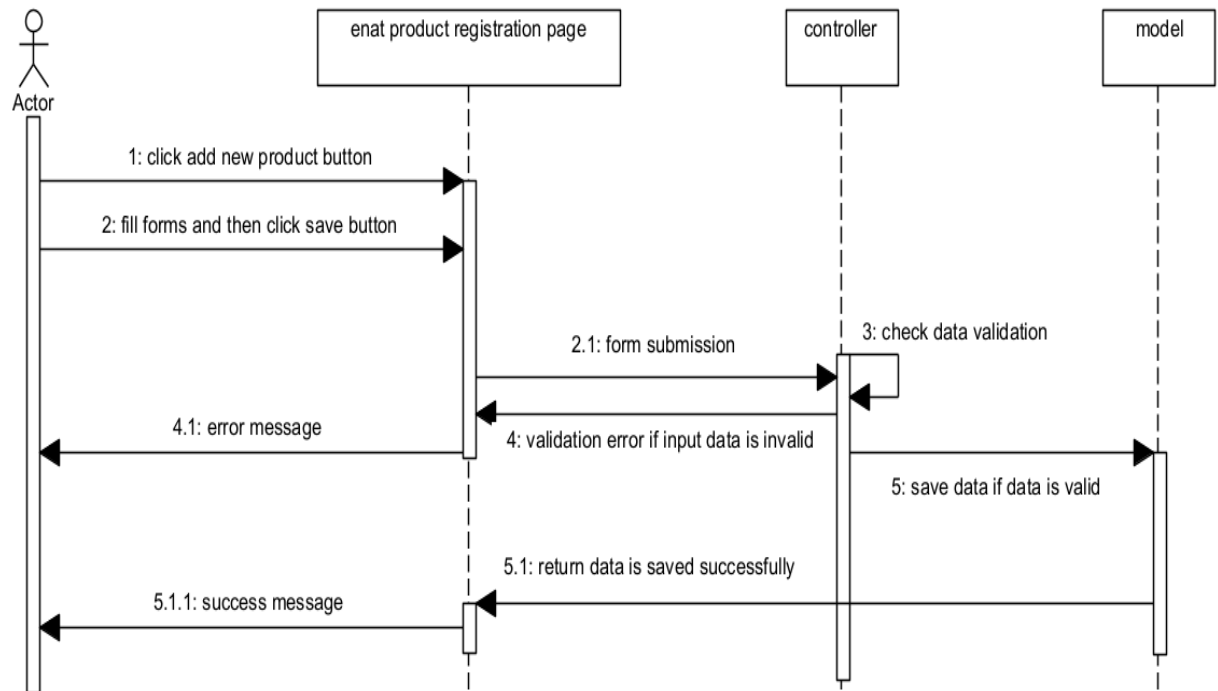 enat product registration page
controller
model
Actor
1: click add new product button
2: fill forms and then click save button
3: check data validation
2.1: form submission
4.1: error message
4: validation error if input data is invalid
5: save data if data is valid
5.1: return data is saved successfully
5.1.1: success message